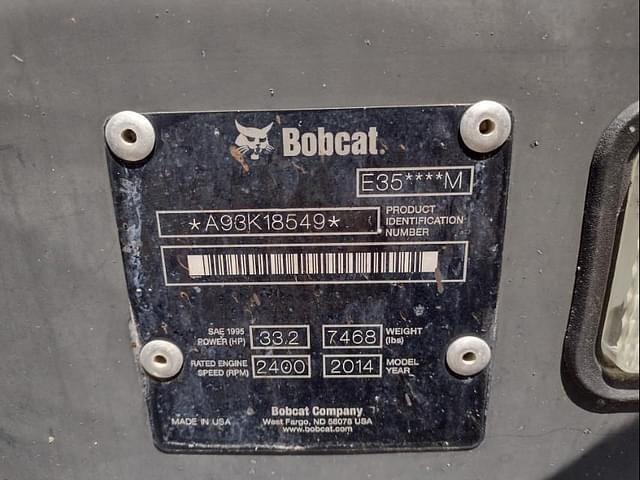 Bobcat.
E35****M
*A93K18549*
PRODUCT
IDENTIFICATION
NUMBER
SAE 1995
POWER (HP)
33.2
7468
WEIGHT
(lbs)
RATED ENGINE
SPEED (RPM)
2400
2014
MODEL
YEAR
Bobcat Company
MADE IN USA
West Fargo, ND 58078 USA
www.bobcat.com